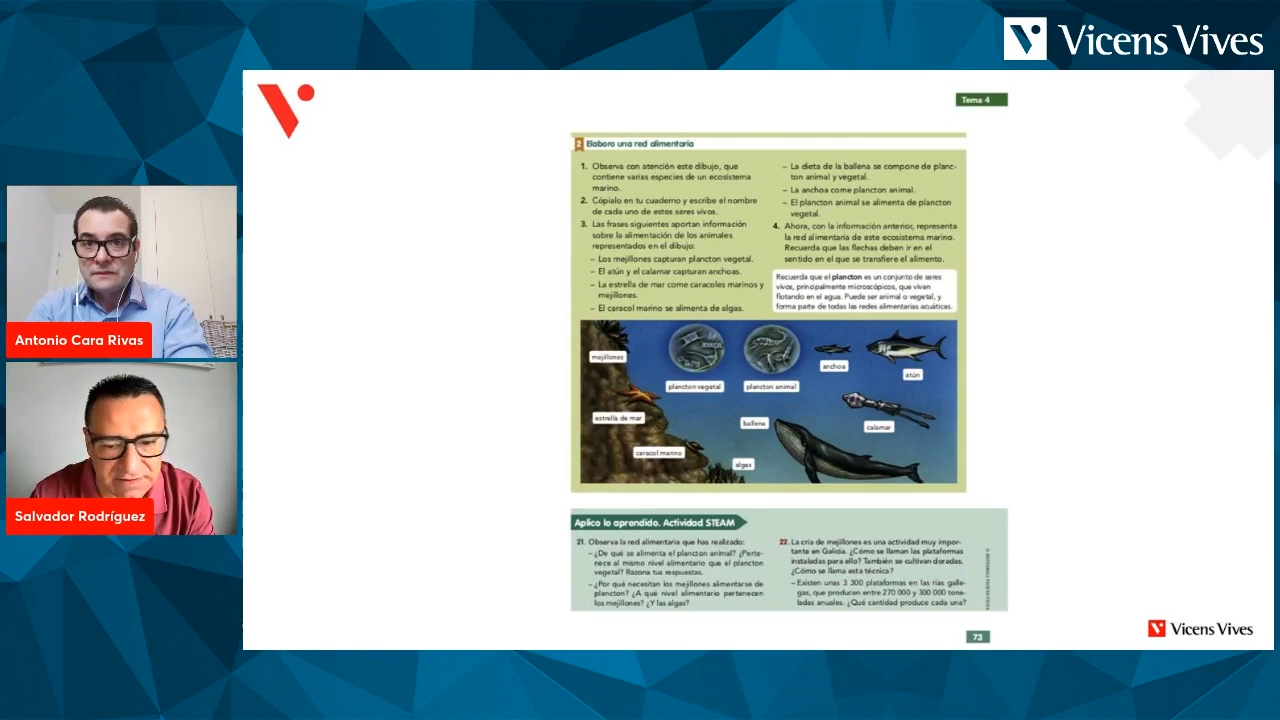 Vicens Vives
Tema 4
2 Elaboro una red alimentaria
1. Observa con atención este dibujo, que
contiene varias especies de un ecosistema
marino.
2. Cópialo en tu cuaderno y escribe el nombre
de cada uno de estos seres vivos.
3. Las frases siguientes aportan información
sobre la alimentación de los animales
representados en el dibujo:
– Los mejillones capturan plancton vegetal.
– El atún y el calamar capturan anchoas.
– La estrella de mar come caracoles marinos y
mejillones.
– El caracol marino se alimenta de algas.
– La dieta de la ballena se compone de planc-
ton animal y vegetal.
– La anchoa come plancton animal.
– El plancton animal se alimenta de plancton
vegetal.
4. Ahora, con la información anterior, representa
la red alimentaria de este ecosistema marino.
Recuerda que las flechas deben ir en el
sentido en el que se transfiere el alimento.
Recuerda que el plancton es un conjunto de seres
vivos, principalmente microscópicos, que viven
flotando en el agua. Puede ser animal o vegetal, y
forma parte de todas las redes alimentarias acuáticas.
mejillones
plancton vegetal
plancton animal
anchoa
atún
estrella de mar
ballena
calamar
caracol marino
algas
Aplico lo aprendido. Actividad STEAM
21. Observa la red alimentaria que has realizado:
– ¿De qué se alimenta el plancton animal? ¿Perte-
nece al mismo nivel alimentario que el plancton
vegetal? Razona tus respuestas.
– ¿Por qué necesitan los mejillones alimentarse de
plancton? ¿A qué nivel alimentario pertenecen
los mejillones? ¿Y las algas?
22. La cría de mejillones es una actividad muy impor-
tante en Galicia. ¿Cómo se llaman las plataformas
instaladas para ello? También se cultivan doradas.
¿Cómo se llama esta técnica?
– Existen unas 3 300 plataformas en las rías galle-
gas, que producen entre 270 000 y 300 000 tone-
ladas anuales. ¿Qué cantidad produce cada una?
73
Vicens Vives
Antonio Cara Rivas
Salvador Rodríguez